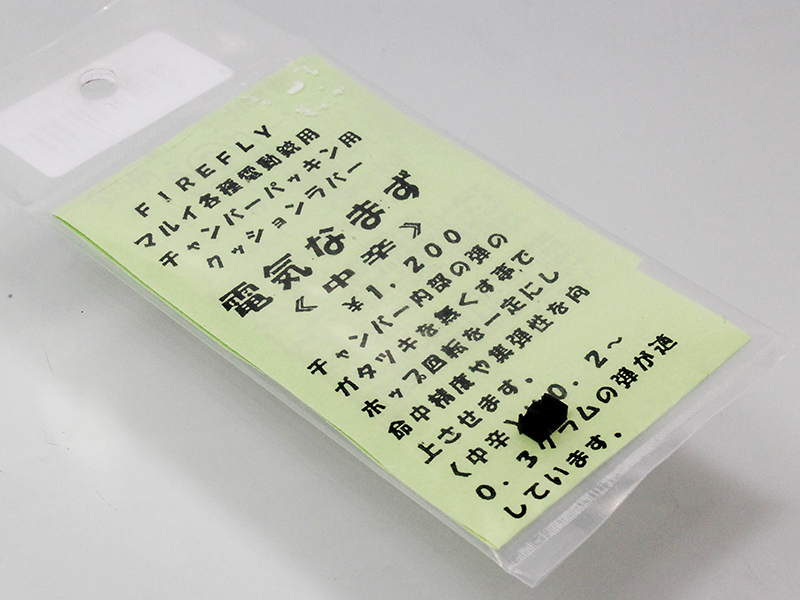 FIREFLY
マルイ各種電動銃用
チャンバーパッキン用
クッションラバー
電気なまず
《中辛》
¥1,200
チャンバー内部の弾の
ガタツキを無くす事で
ホップ回転を一定にし
命中精度や集弾性を向
上させます。
《中辛 0.2～
0.3グラムの弾が適
しています。